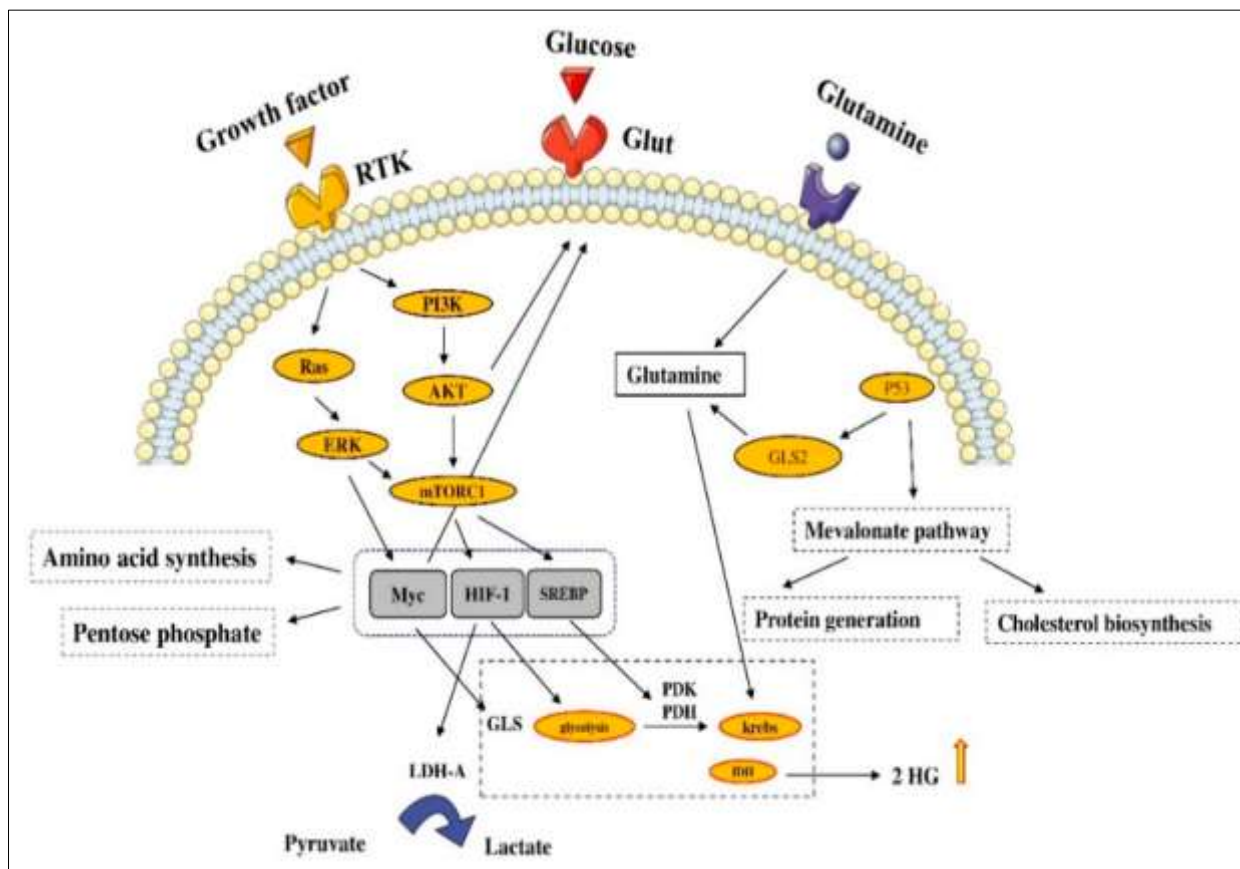 Glucose
Growth factor
Glutamine
Glut
RTK
PI3K
Ras
Glutamine
P53
AKT
ERK
GLS2
mTORC1
Mevalonate pathway
Amino acid synthesis
Myc
HIF-1
SREBP
Pentose phosphate
Protein generation
Cholesterol biosynthesis
PDK
PDH
GLS
glycolysis
krebs
LDH-A
IDH
2 HG
Pyruvate
Lactate